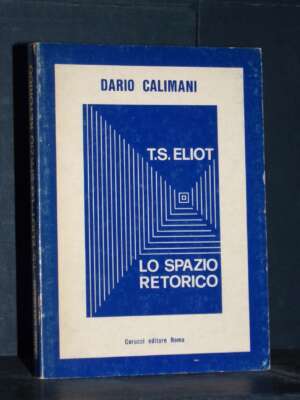 DARIO CALIMANI
T.S. ELIOT
LO SPAZIO
RETORICO
Carucci editore Roma